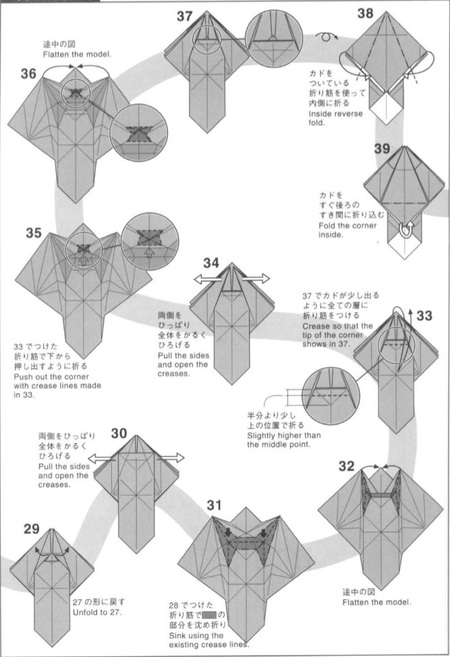 37
途中の図
Flatten the model.
36
38
カドを
ついている
折り筋を使って
内側に折る
Inside reverse
fold.
39
カドを
すぐ後ろの
すき間に折り込む
Fold the corner
inside.
35
33でつけた
折り筋で下から
押し出すように折る
Push out the corner
with crease lines made
in 33.
34
両側を
ひっぱり
全体をかるく
ひろげる
Pull the sides
and open the
creases.
37でカドが少し出る
ように全ての層に
折り筋をつける
Crease so that the
tip of the corner
shows in 37.
33
半分より少し
上の位置で折る
Slightly higher than
the middle point.
両側をひっぱり
全体をかるく
ひろげる
Pull the sides
and open the
creases.
30
29
27の形に戻す
Unfold to 27.
31
28でつけた
折り筋で の
部分を沈め折り
Sink using the
existing crease lines.
32
途中の図
Flatten the model.